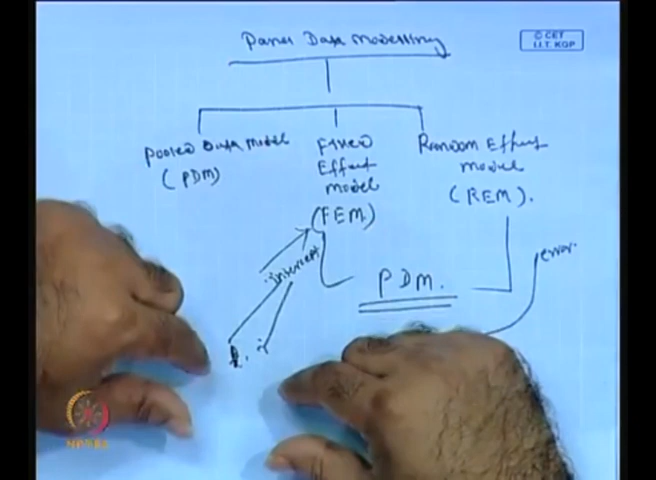 Panel Data Modelling
© CET
I.I.T. KGP
Pooled Data Model
(PDM)
Fixed
Effect
Model
(FEM)
Random Effect
Model
(REM).
intercept
error.
PDM.
NPTEL